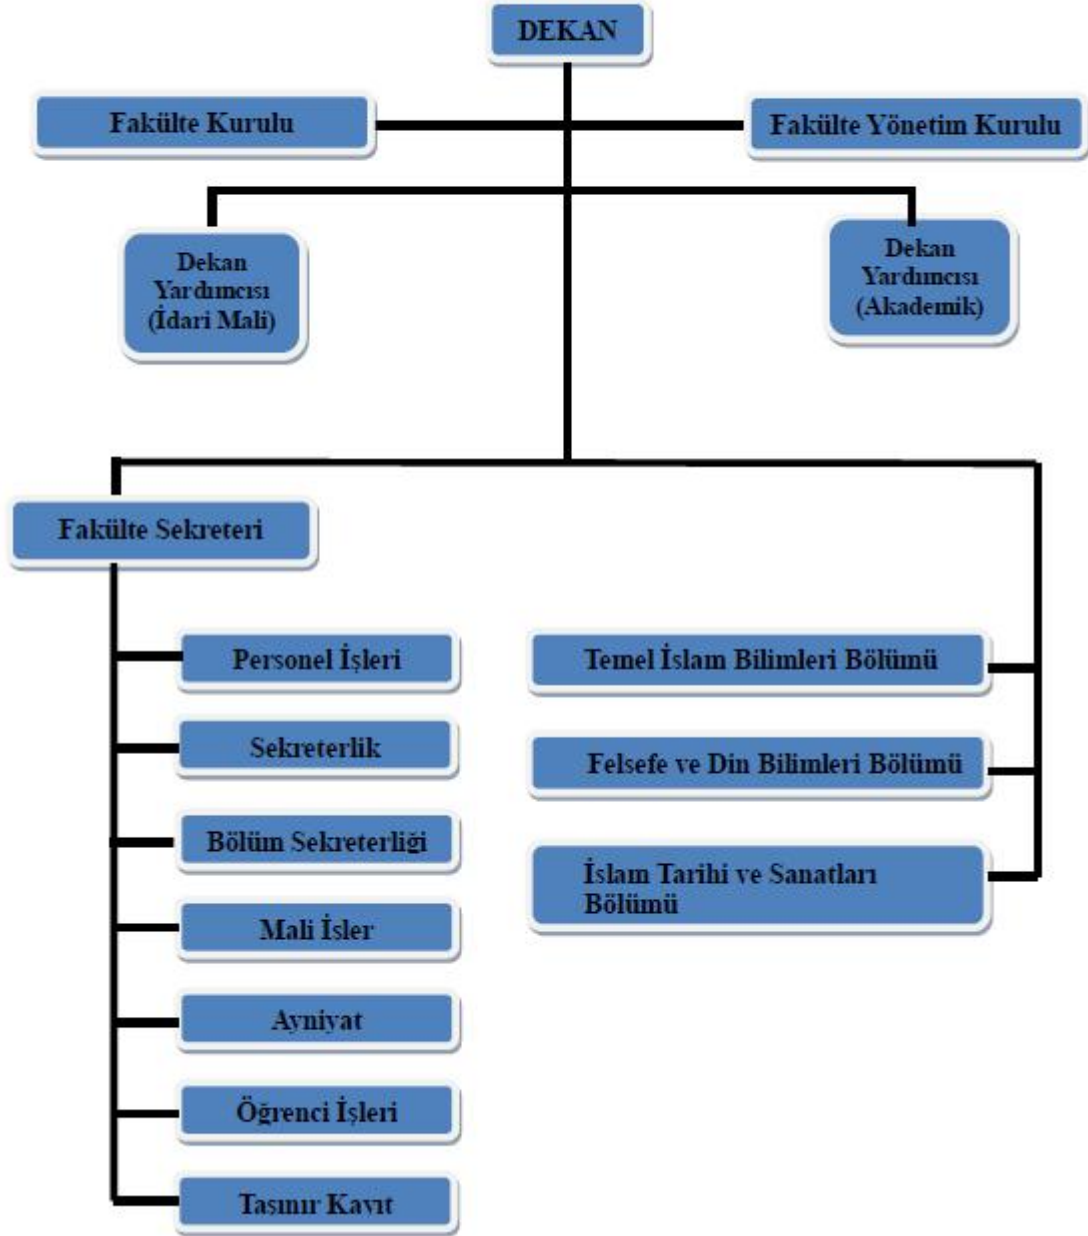 DEKAN
Fakülte Kurulu
Fakülte Yönetim Kurulu
Dekan
Yardımcısı
(İdari Mali)
Dekan
Yardımcısı
(Akademik)
Fakülte Sekreteri
Personel İşleri
Sekreterlik
Bölüm Sekreterliği
Mali İşler
Ayniyat
Öğrenci İşleri
Taşınır Kayıt
Temel İslam Bilimleri Bölümü
Felsefe ve Din Bilimleri Bölümü
İslam Tarihi ve Sanatları
Bölümü